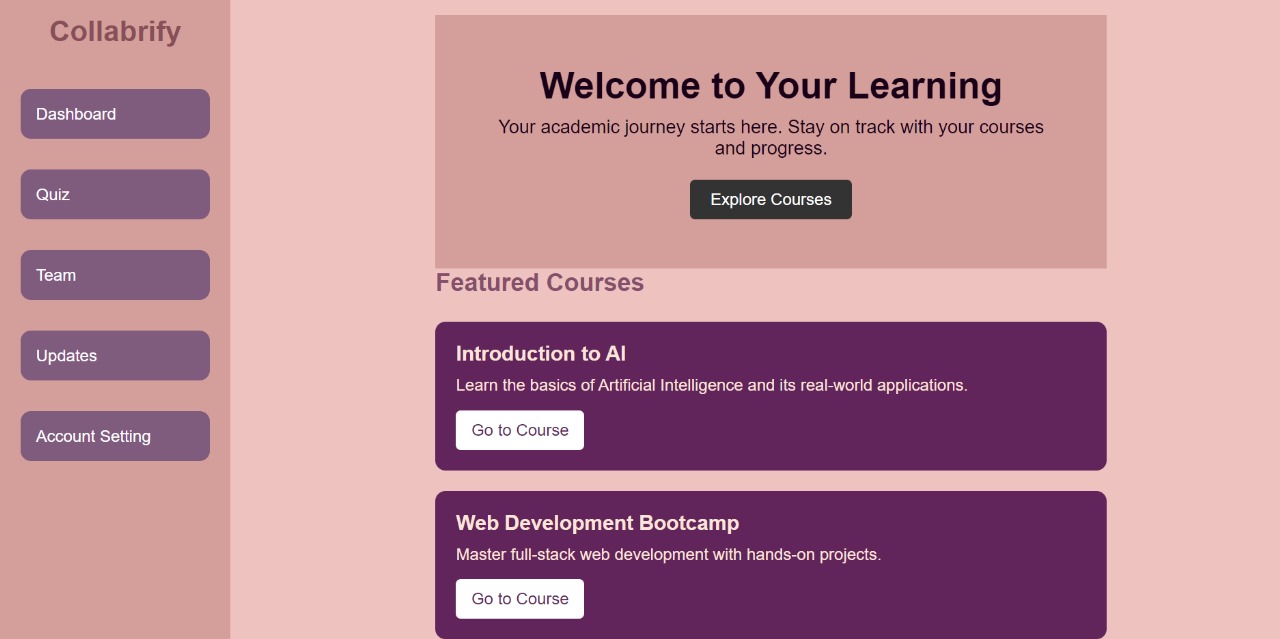 Collabrify
Dashboard
Quiz
Team
Updates
Account Setting
Welcome to Your Learning
Your academic journey starts here. Stay on track with your courses
and progress.
Explore Courses
Featured Courses
Introduction to AI
Learn the basics of Artificial Intelligence and its real-world applications.
Go to Course
Web Development Bootcamp
Master full-stack web development with hands-on projects.
Go to Course